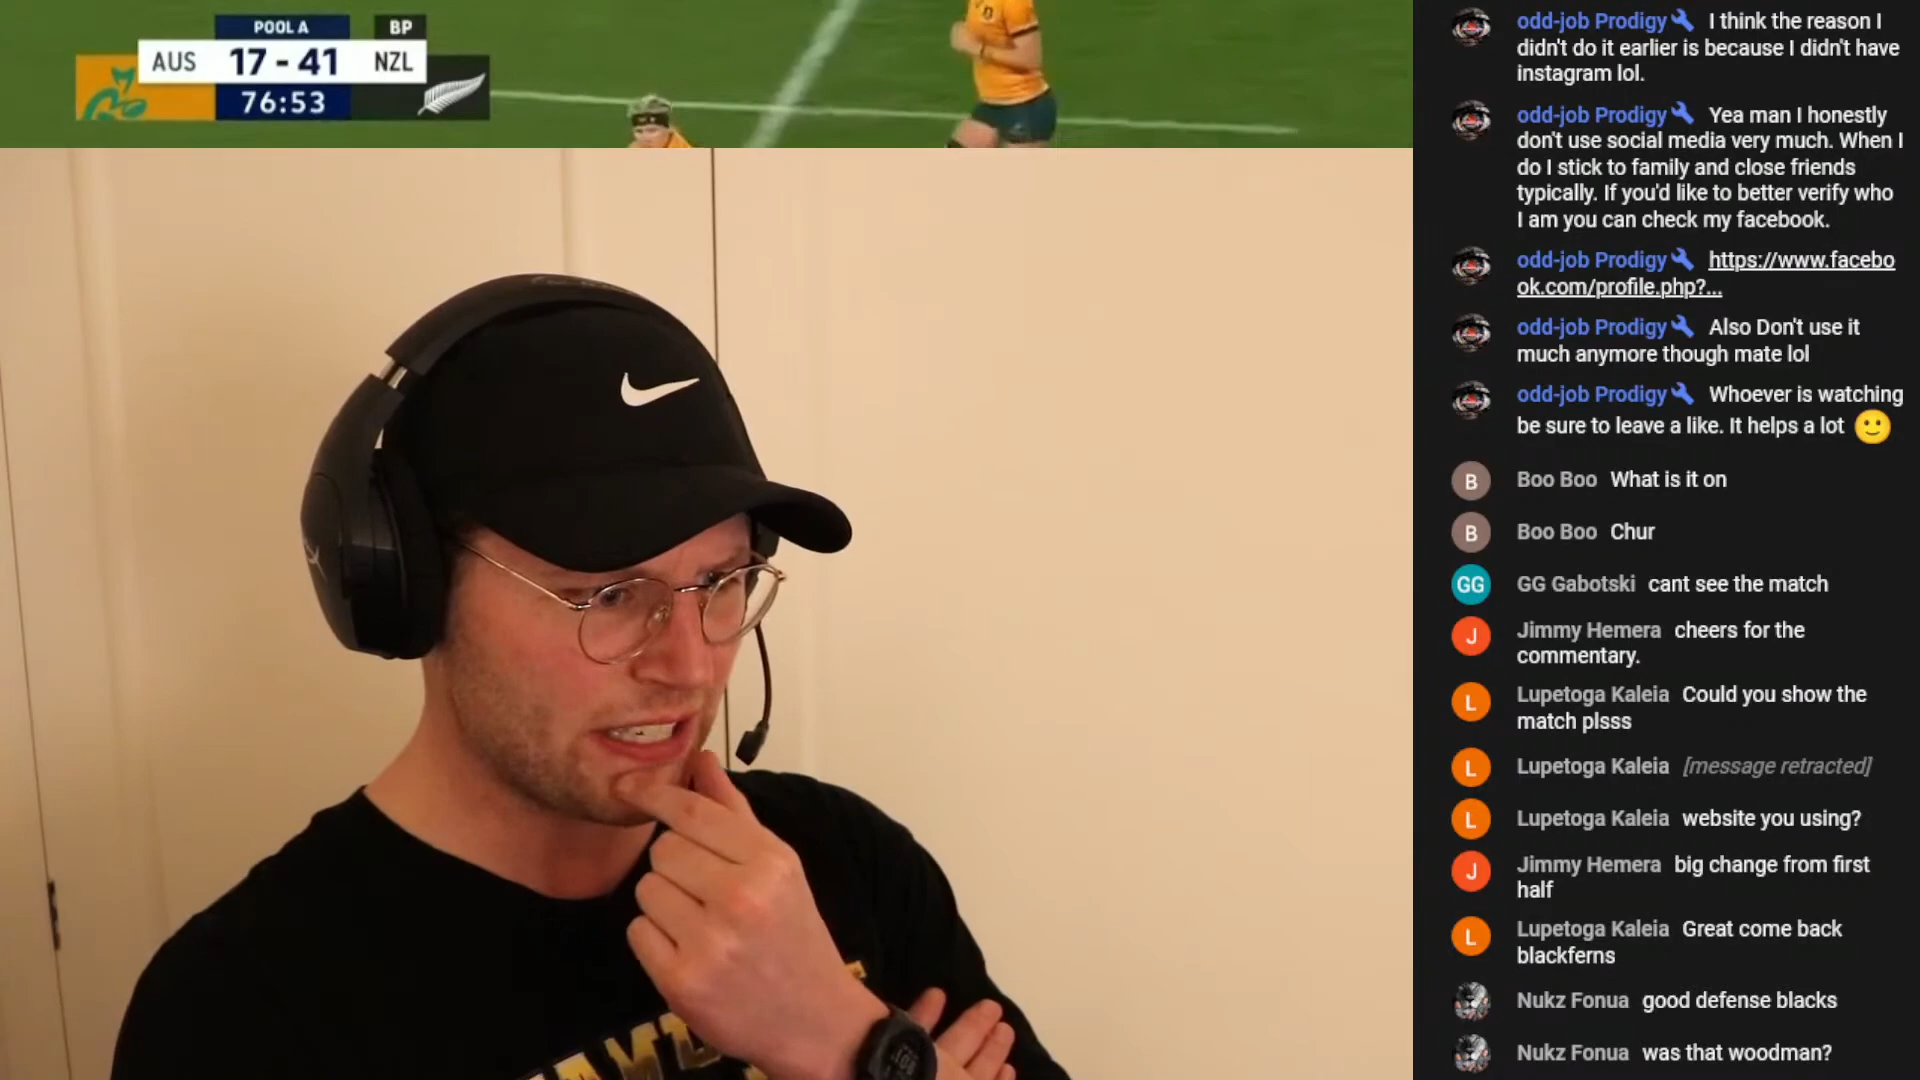 POOL A
BP
AUS 17 - 41 NZL
76:53
odd-job Prodigy I think the reason I
didn't do it earlier is because I didn't have
instagram lol.
odd-job Prodigy Yea man I honestly
don't use social media very much. When I
do I stick to family and close friends
typically. If you'd like to better verify who
I am you can check my facebook.
odd-job Prodigy https://www.facebo
ok.com/profile.php?...
odd-job Prodigy Also Don't use it
much anymore though mate lol
odd-job Prodigy Whoever is watching
be sure to leave a like. It helps a lot 🙂
B Boo Boo What is it on
B Boo Boo Chur
GG GG Gabotski cant see the match
J Jimmy Hemera cheers for the
commentary.
L Lupetoga Kaleia Could you show the
match plsss
L Lupetoga Kaleia [message retracted]
L Lupetoga Kaleia website you using?
J Jimmy Hemera big change from first
half
L Lupetoga Kaleia Great come back
blackferns
Nukz Fonua good defense blacks
Nukz Fonua was that woodman?